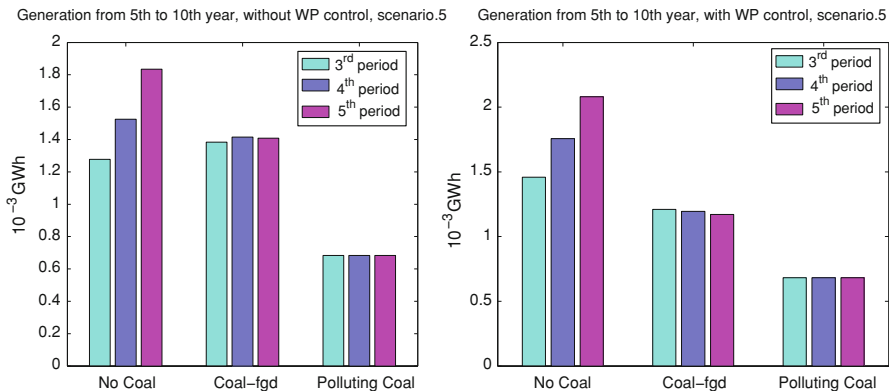 Generation from 5th to 10th year, without WP control, scenario.5
2
1.8
1.6
1.4
1.2
1
0.8
0.6
0.4
0.2
0
10⁻³GWh
3rd period
4th period
5th period
No Coal Coal-fgd Polluting Coal
Generation from 5th to 10th year, with WP control, scenario.5
2.5
2
1.5
1
0.5
0
10⁻³GWh
3rd period
4th period
5th period
No Coal Coal-fgd Polluting Coal